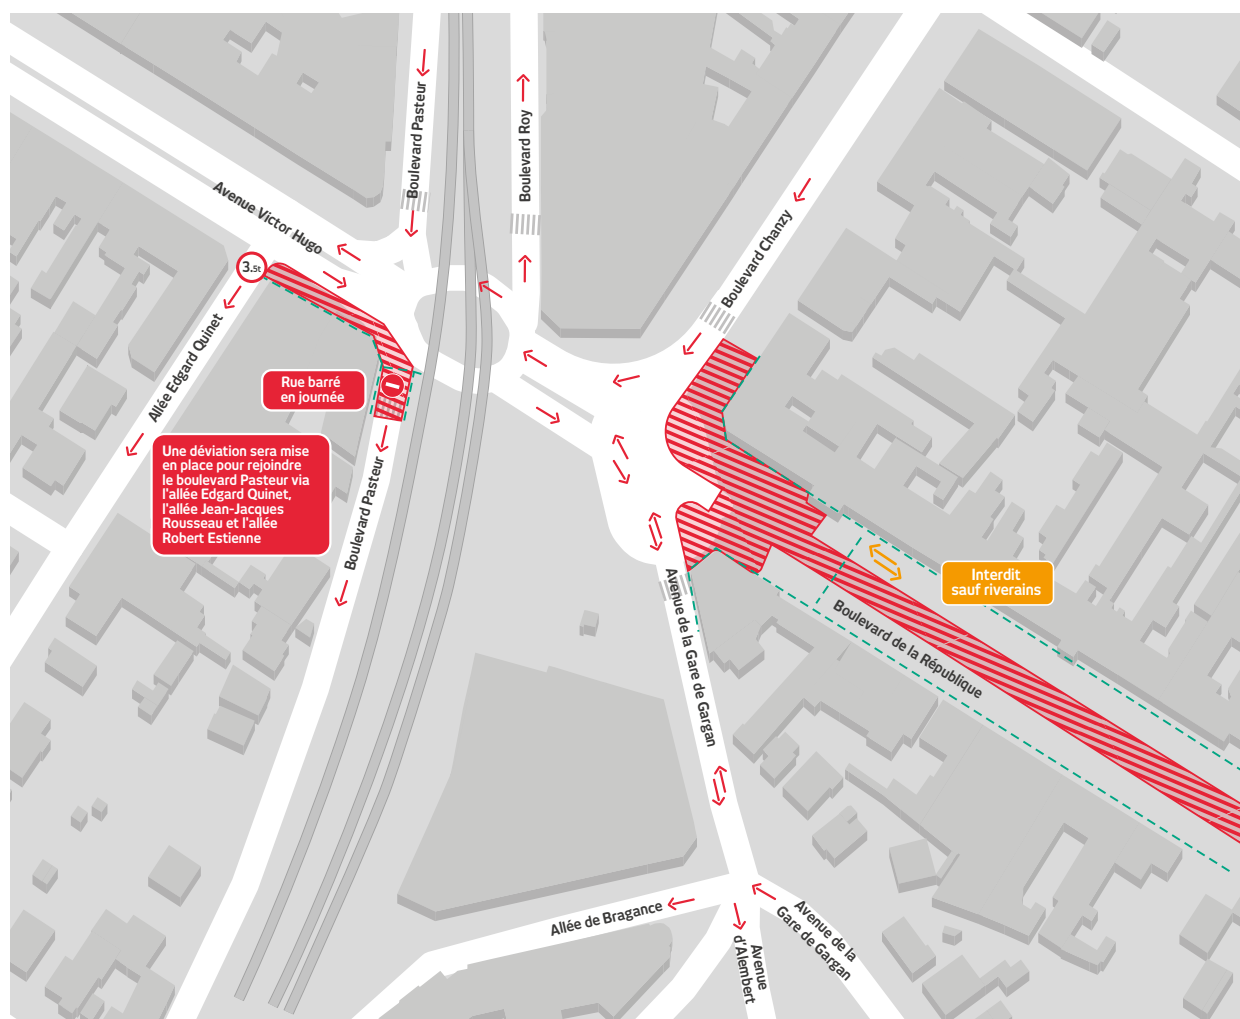 Boulevard Pasteur
Boulevard Roy
Avenue Victor Hugo
Boulevard Chanzy
3.5t
Allée Edgard Quinet
Rue barré
en journée
Une déviation sera mise
en place pour rejoindre
le boulevard Pasteur via
l'allée Edgard Quinet,
l'allée Jean-Jacques
Rousseau et l'allée
Robert Estienne
Boulevard Pasteur
Interdit
sauf riverains
Boulevard de la République
Avenue de la Gare de Gargan
Allée de Bragance
Avenue
d'Alembert
Avenue de la
Gare de Gargan